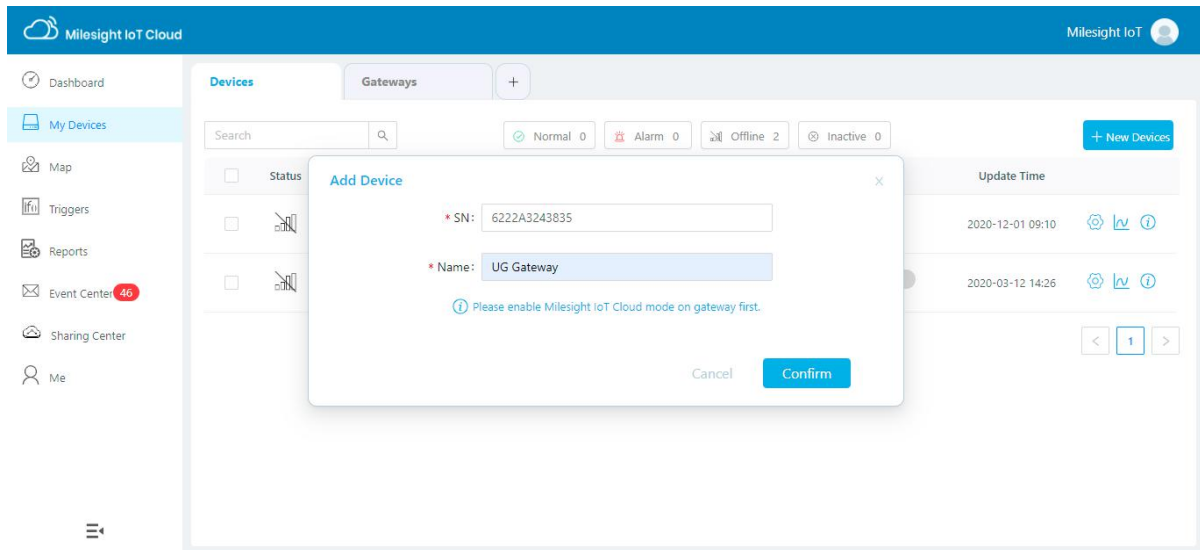 Milesight IoT Cloud
Milesight IoT
Dashboard
My Devices
Map
Triggers
Reports
Event Center 46
Sharing Center
Me
Devices
Gateways
+
Search
Normal 0
Alarm 0
Offline 2
Inactive 0
+ New Devices
Status
Update Time
2020-12-01 09:10
2020-03-12 14:26
< 1 >
Add Device
* SN: 6222A3243835
* Name: UG Gateway
Please enable Milesight IoT Cloud mode on gateway first.
Cancel
Confirm